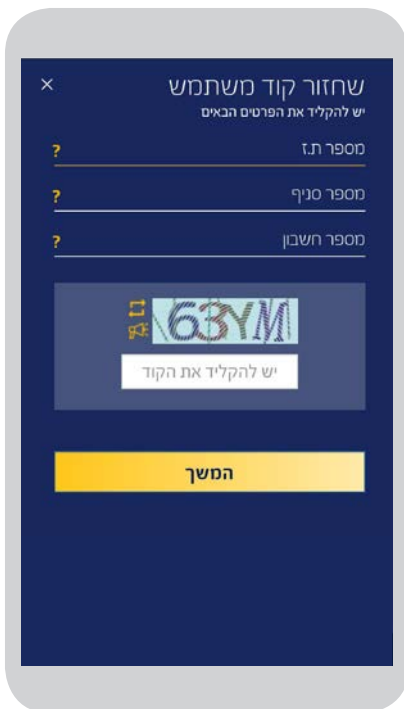 ×
שחזור קוד משתמש
יש להקליד את הפרטים הבאים
מספר ת.ז ?
מספר סניף ?
מספר חשבון ?
63YM
יש להקליד את הקוד
המשך